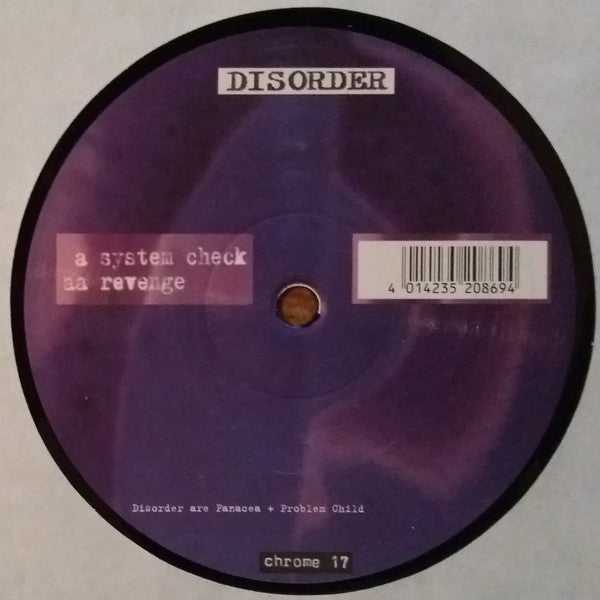 DISORDER
a system check
aa revenge
4 014235 208694
Disorder are Panacea + Problem Child
chrome 17